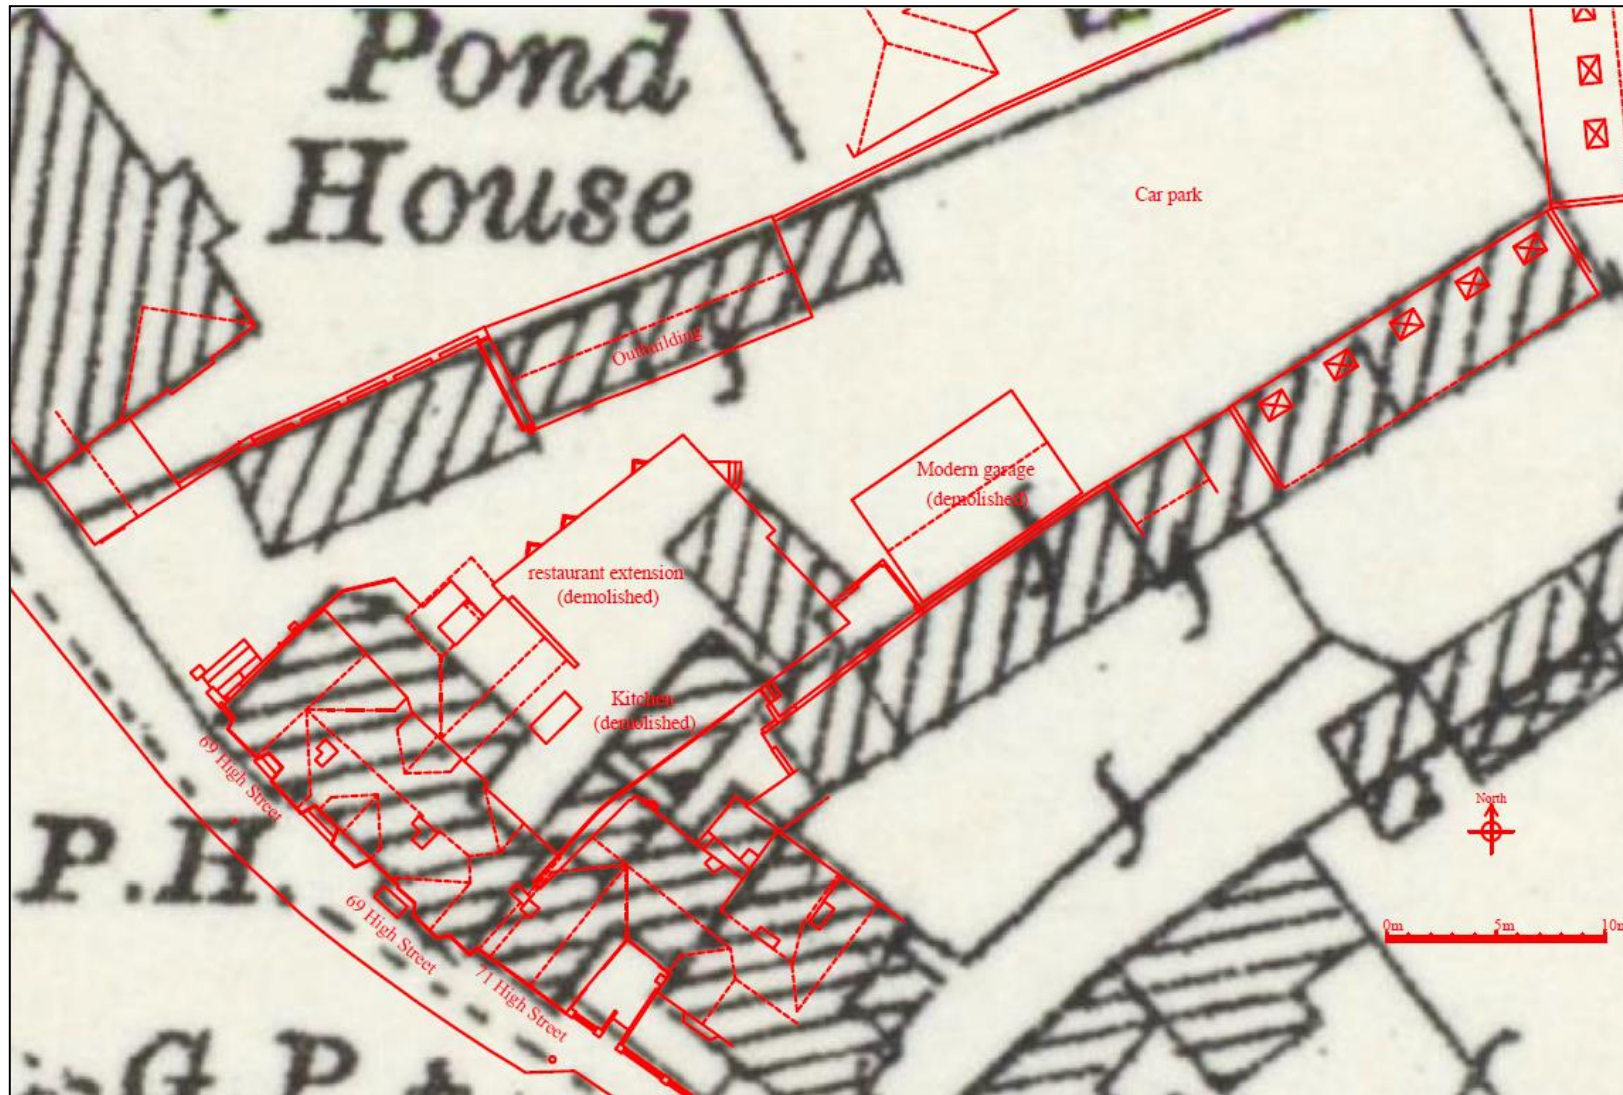 Pond
House
Car park
Outbuilding
Modern garage
(demolished)
restaurant extension
(demolished)
Kitchen
(demolished)
69 High Street
P.H.
69 High Street
71 High Street
North
0m 5m 10m
G.P.